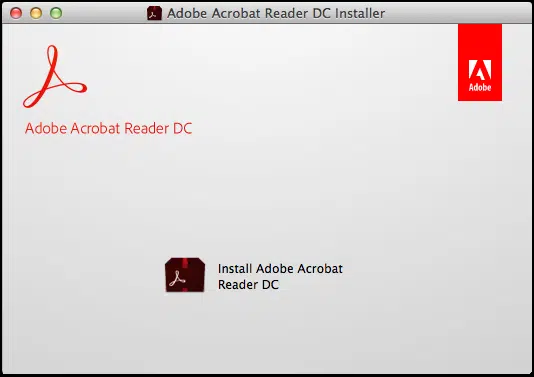 Adobe Acrobat Reader DC Installer
Adobe
Adobe Acrobat Reader DC
Install Adobe Acrobat
Reader DC